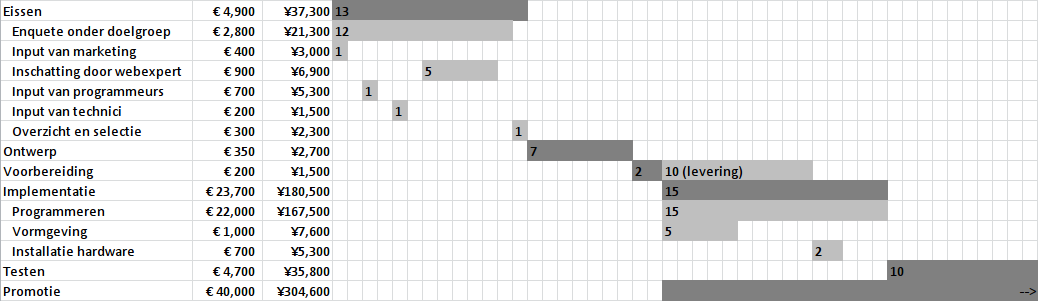 Eissen € 4,900 ¥37,300 13
Enquete onder doelgroep € 2,800 ¥21,300 12
Input van marketing € 400 ¥3,000 1
Inschatting door webexpert € 900 ¥6,900 5
Input van programmeurs € 700 ¥5,300 1
Input van technici € 200 ¥1,500 1
Overzicht en selectie € 300 ¥2,300 1
Ontwerp € 350 ¥2,700 7
Voorbereiding € 200 ¥1,500 2 10 (levering)
Implementatie € 23,700 ¥180,500 15
Programmeren € 22,000 ¥167,500 15
Vormgeving € 1,000 ¥7,600 5
Installatie hardware € 700 ¥5,300 2
Testen € 4,700 ¥35,800 10
Promotie € 40,000 ¥304,600 -->